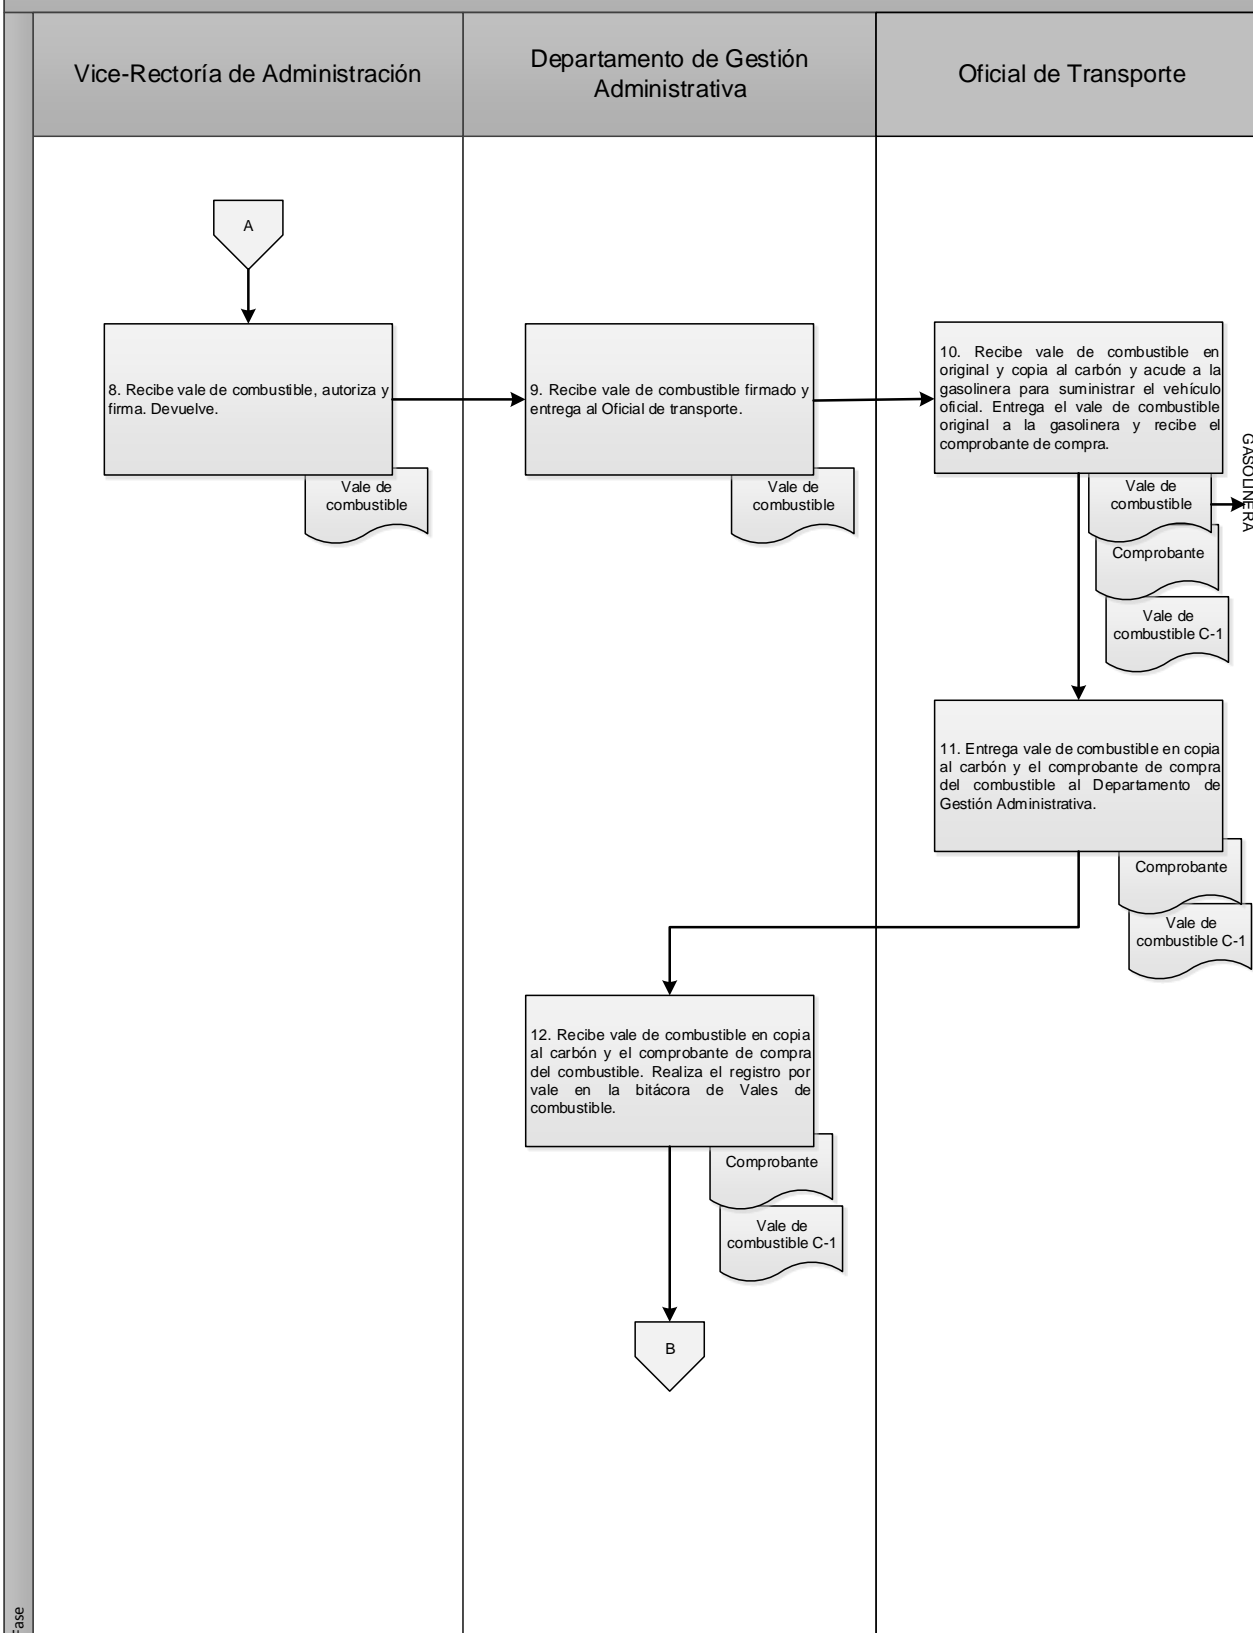 Vice-Rectoría de Administración
Departamento de Gestión
Administrativa
Oficial de Transporte
A
8. Recibe vale de combustible, autoriza y
firma. Devuelve.
Vale de
combustible
9. Recibe vale de combustible firmado y
entrega al Oficial de transporte.
Vale de
combustible
10. Recibe vale de combustible en
original y copia al carbón y acude a la
gasolinera para suministrar el vehículo
oficial. Entrega el vale de combustible
original a la gasolinera y recibe el
comprobante de compra.
Vale de
combustible
GASOLINERA
Comprobante
Vale de
combustible C-1
11. Entrega vale de combustible en copia
al carbón y el comprobante de compra
del combustible al Departamento de
Gestión Administrativa.
Comprobante
Vale de
combustible C-1
12. Recibe vale de combustible en copia
al carbón y el comprobante de compra
del combustible. Realiza el registro por
vale en la bitácora de Vales de
combustible.
Comprobante
Vale de
combustible C-1
B
Fase